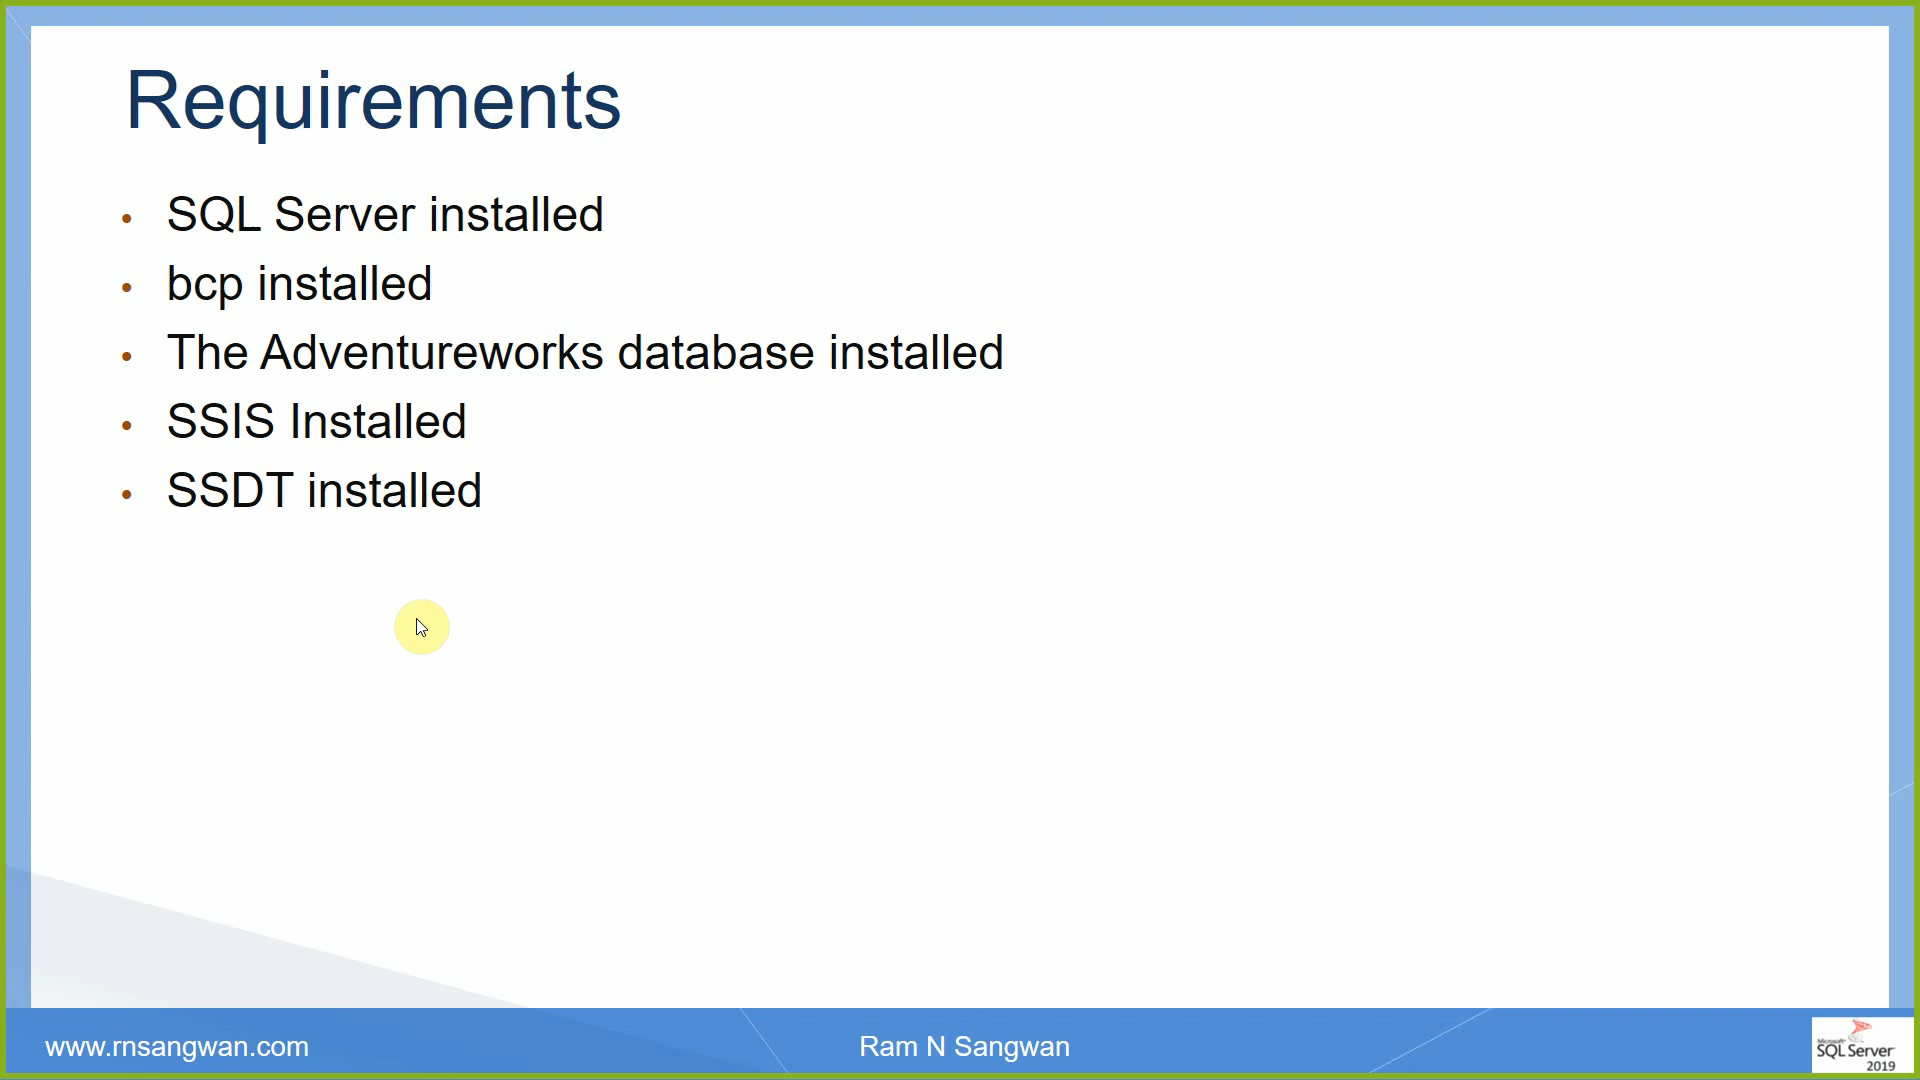 Requirements
• SQL Server installed
• bcp installed
• The Adventureworks database installed
• SSIS Installed
• SSDT installed
www.rnsangwan.com
Ram N Sangwan
Microsoft
SQL Server
2019